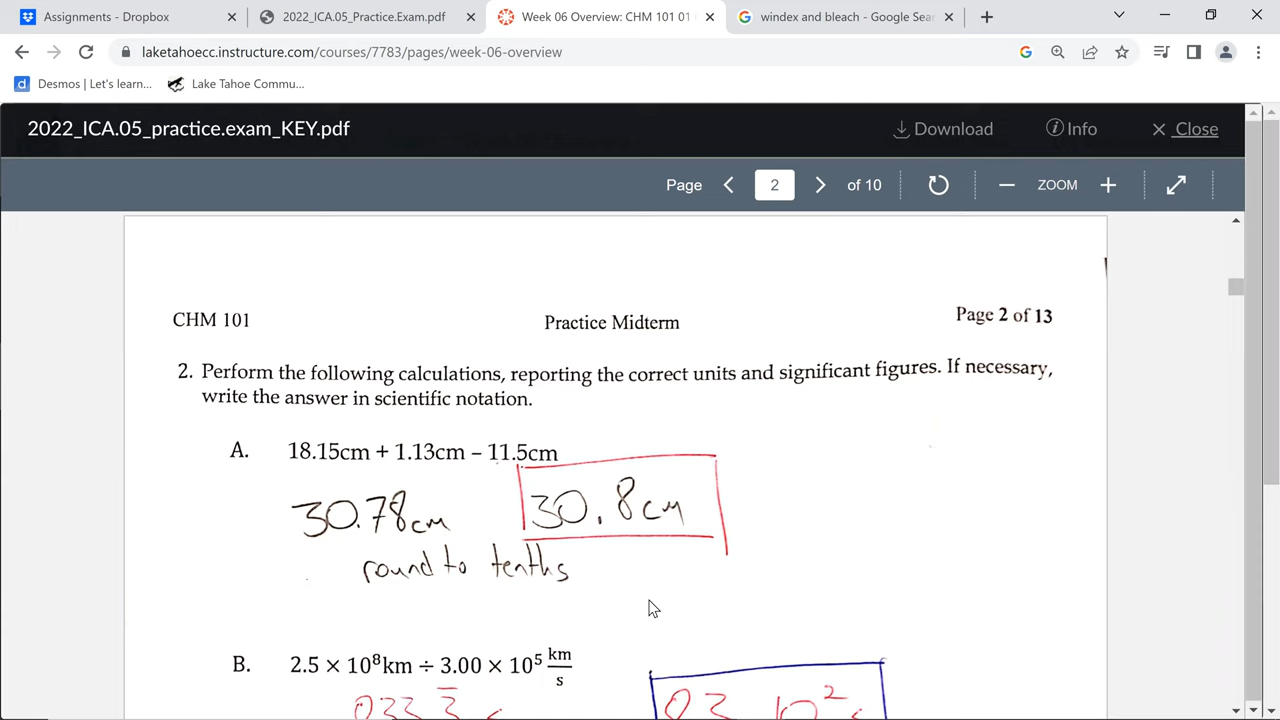 Assignments - Dropbox
2022_ICA.05_Practice.Exam.pdf
Week 06 Overview: CHM 101 01
windex and bleach - Google Sea
laketahoecc.instructure.com/courses/7783/pages/week-06-overview
Desmos | Let's learn...
Lake Tahoe Commu...
2022_ICA.05_practice.exam_KEY.pdf
Download
Info
Close
Page
2
of 10
ZOOM
CHM 101
Practice Midterm
Page 2 of 13
2. Perform the following calculations, reporting the correct units and significant figures. If necessary,
write the answer in scientific notation.
A. 18.15cm + 1.13cm – 11.5cm
30.78cm
30.8cm
round to tenths
B. 2.5 × 10⁸km ÷ 3.00 × 10⁵ km/s